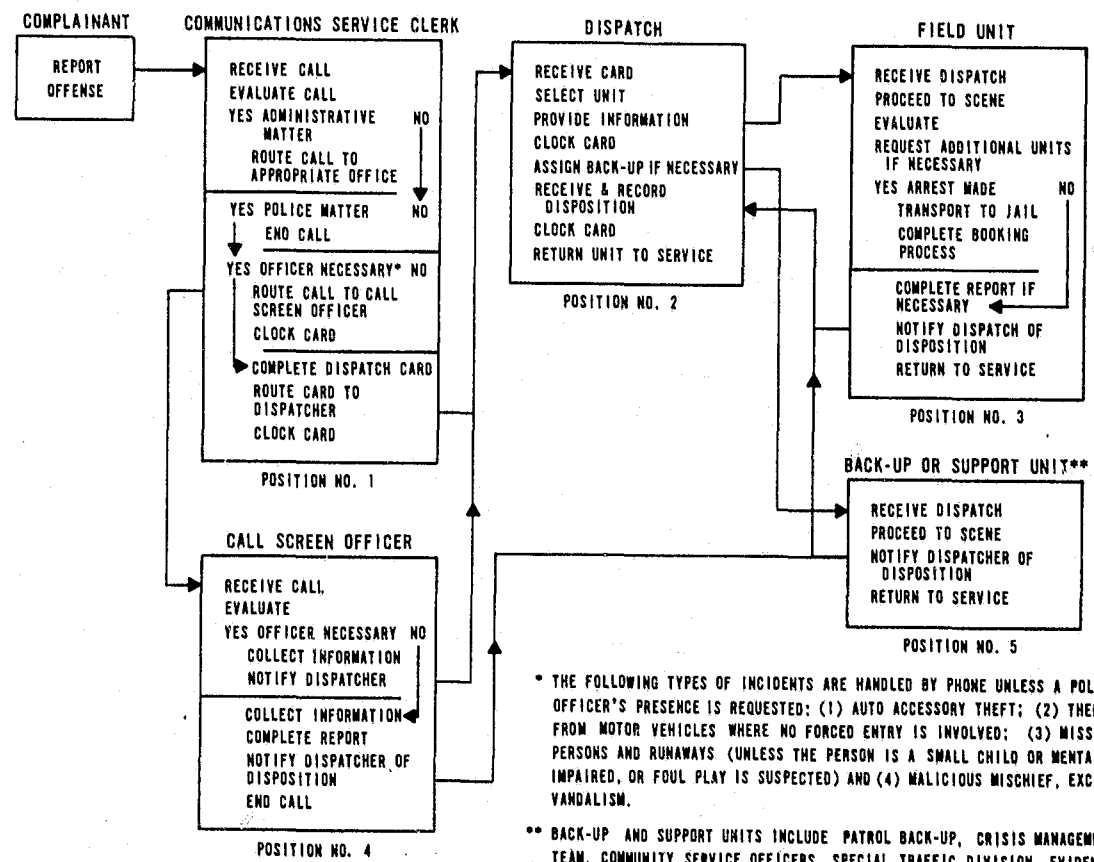 COMPLAINANT
REPORT
OFFENSE
COMMUNICATIONS SERVICE CLERK
RECEIVE CALL
EVALUATE CALL
YES ADMINISTRATIVE NO
MATTER
ROUTE CALL TO
APPROPRIATE OFFICE
YES POLICE MATTER NO
END CALL
YES OFFICER NECESSARY* NO
ROUTE CALL TO CALL
SCREEN OFFICER
CLOCK CARD
COMPLETE DISPATCH CARD
ROUTE CARD TO
DISPATCHER
CLOCK CARD
POSITION NO. 1
DISPATCH
RECEIVE CARD
SELECT UNIT
PROVIDE INFORMATION
CLOCK CARD
ASSIGN BACK-UP IF NECESSARY
RECEIVE & RECORD
DISPOSITION
CLOCK CARD
RETURN UNIT TO SERVICE
POSITION NO. 2
FIELD UNIT
RECEIVE DISPATCH
PROCEED TO SCENE
EVALUATE
REQUEST ADDITIONAL UNITS
IF NECESSARY
YES ARREST MADE NO
TRANSPORT TO JAIL
COMPLETE BOOKING
PROCESS
COMPLETE REPORT IF
NECESSARY
NOTIFY DISPATCH OF
DISPOSITION
RETURN TO SERVICE
POSITION NO. 3
CALL SCREEN OFFICER
RECEIVE CALL
EVALUATE
YES OFFICER NECESSARY NO
COLLECT INFORMATION
NOTIFY DISPATCHER
COLLECT INFORMATION
COMPLETE REPORT
NOTIFY DISPATCHER OF
DISPOSITION
END CALL
POSITION NO. 4
BACK-UP OR SUPPORT UNIT**
RECEIVE DISPATCH
PROCEED TO SCENE
NOTIFY DISPATCHER OF
DISPOSITION
RETURN TO SERVICE
POSITION NO. 5
* THE FOLLOWING TYPES OF INCIDENTS ARE HANDLED BY PHONE UNLESS A POL
OFFICER'S PRESENCE IS REQUESTED: (1) AUTO ACCESSORY THEFT; (2) THE
FROM MOTOR VEHICLES WHERE NO FORCED ENTRY IS INVOLVED; (3) MISS
PERSONS AND RUNAWAYS (UNLESS THE PERSON IS A SMALL CHILD OR MENTA
IMPAIRED, OR FOUL PLAY IS SUSPECTED) AND (4) MALICIOUS MISCHIEF, EXC
VANDALISM.
** BACK-UP AND SUPPORT UNITS INCLUDE PATROL BACK-UP, CRISIS MANAGEM
TEAM, COMMUNITY SERVICE OFFICERS, SPECIAL TRAFFIC DIVISION, EVIDEN